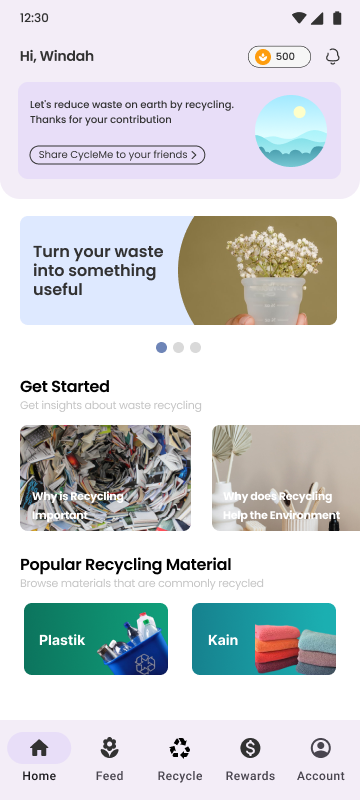 12:30
Hi, Windah
500
Let's reduce waste on earth by recycling.
Thanks for your contribution
Share CycleMe to your friends
Turn your waste
into something
useful
Get Started
Get insights about waste recycling
Why is Recycling
Important
Why does Recycling
Help the Environment
Popular Recycling Material
Browse materials that are commonly recycled
Plastik
Kain
Home
Feed
Recycle
Rewards
Account